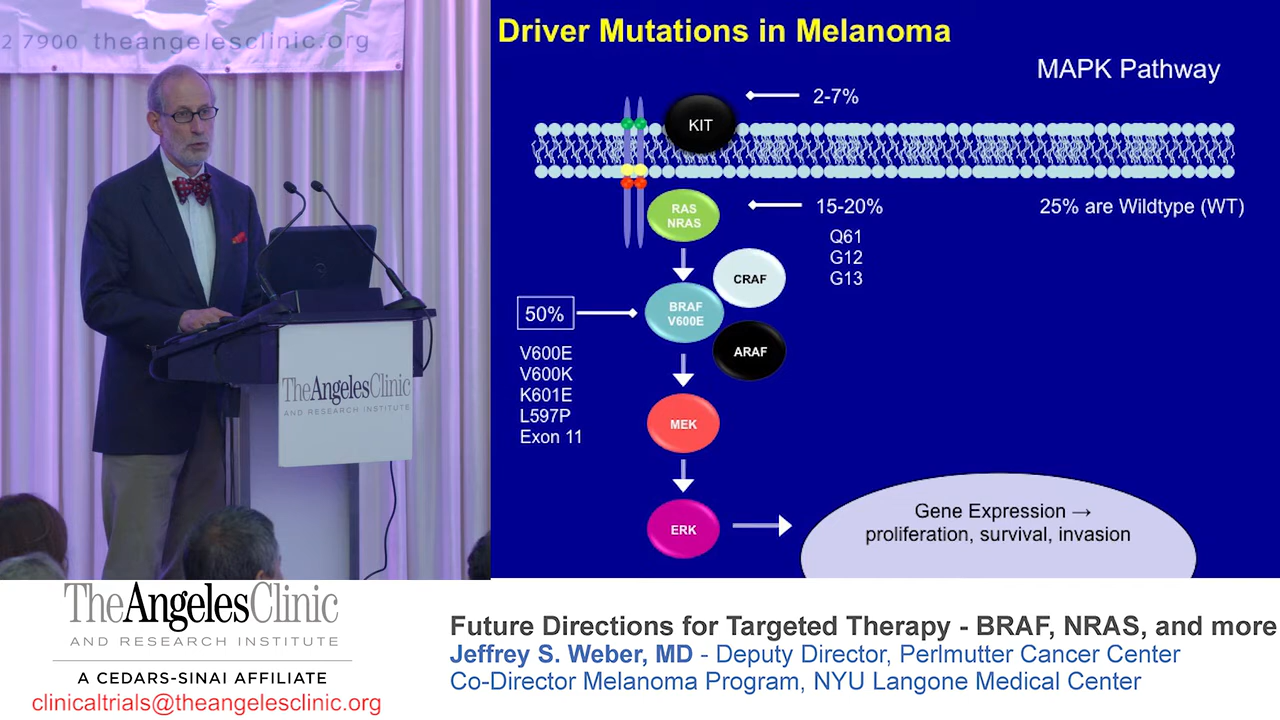 2 7900 theangelesclinic.org
TheAngelesClinic
AND RESEARCH INSTITUTE
Driver Mutations in Melanoma
MAPK Pathway
2-7%
KIT
RAS
NRAS
15-20%
Q61
G12
G13
25% are Wildtype (WT)
CRAF
50%
BRAF
V600E
ARAF
V600E
V600K
K601E
L597P
Exon 11
MEK
ERK
Gene Expression →
proliferation, survival, invasion
TheAngelesClinic
AND RESEARCH INSTITUTE
A CEDARS-SINAI AFFILIATE
clinicaltrials@theangelesclinic.org
Future Directions for Targeted Therapy - BRAF, NRAS, and more
Jeffrey S. Weber, MD - Deputy Director, Perlmutter Cancer Center
Co-Director Melanoma Program, NYU Langone Medical Center